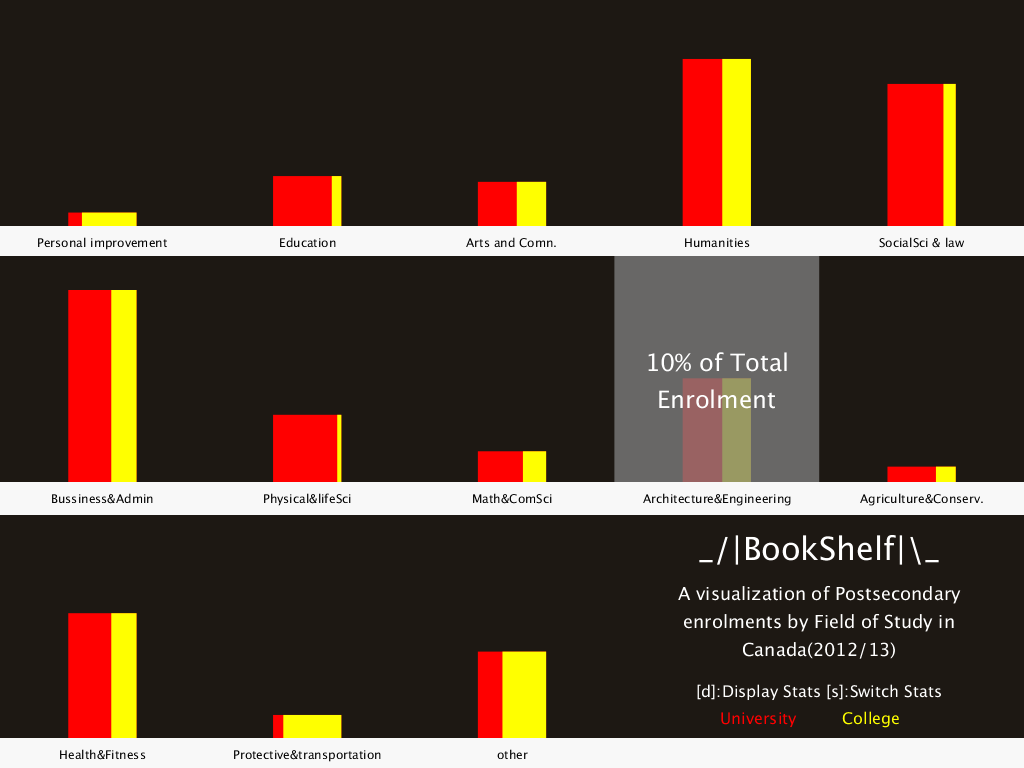 Personal improvement
Education
Arts and Comn.
Humanities
SocialSci & law
10% of Total
Enrolment
Bussiness&Admin
Physical&lifeSci
Math&ComSci
Architecture&Engineering
Agriculture&Conserv.
_/|BookShelf|\_
A visualization of Postsecondary
enrolments by Field of Study in
Canada(2012/13)
[d]:Display Stats [s]:Switch Stats
University College
Health&Fitness
Protective&transportation
other